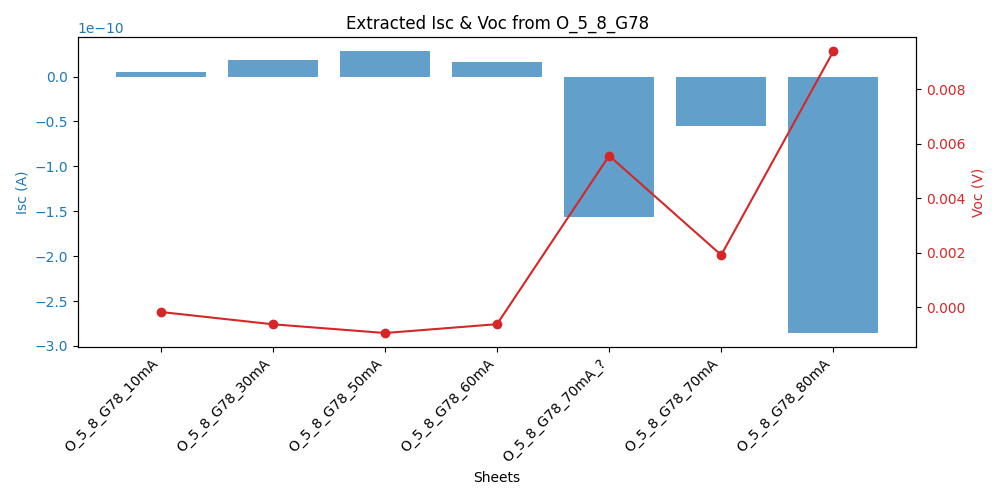 Extracted Isc & Voc from O_5_8_G78
1e−10
0.0
−0.5
−1.0
−1.5
−2.0
−2.5
−3.0
Isc (A)
0.008
0.006
0.004
0.002
0.000
Voc (V)
O_5_8_G78_10mA
O_5_8_G78_30mA
O_5_8_G78_50mA
O_5_8_G78_60mA
O_5_8_G78_70mA_?
O_5_8_G78_70mA
O_5_8_G78_80mA
Sheets